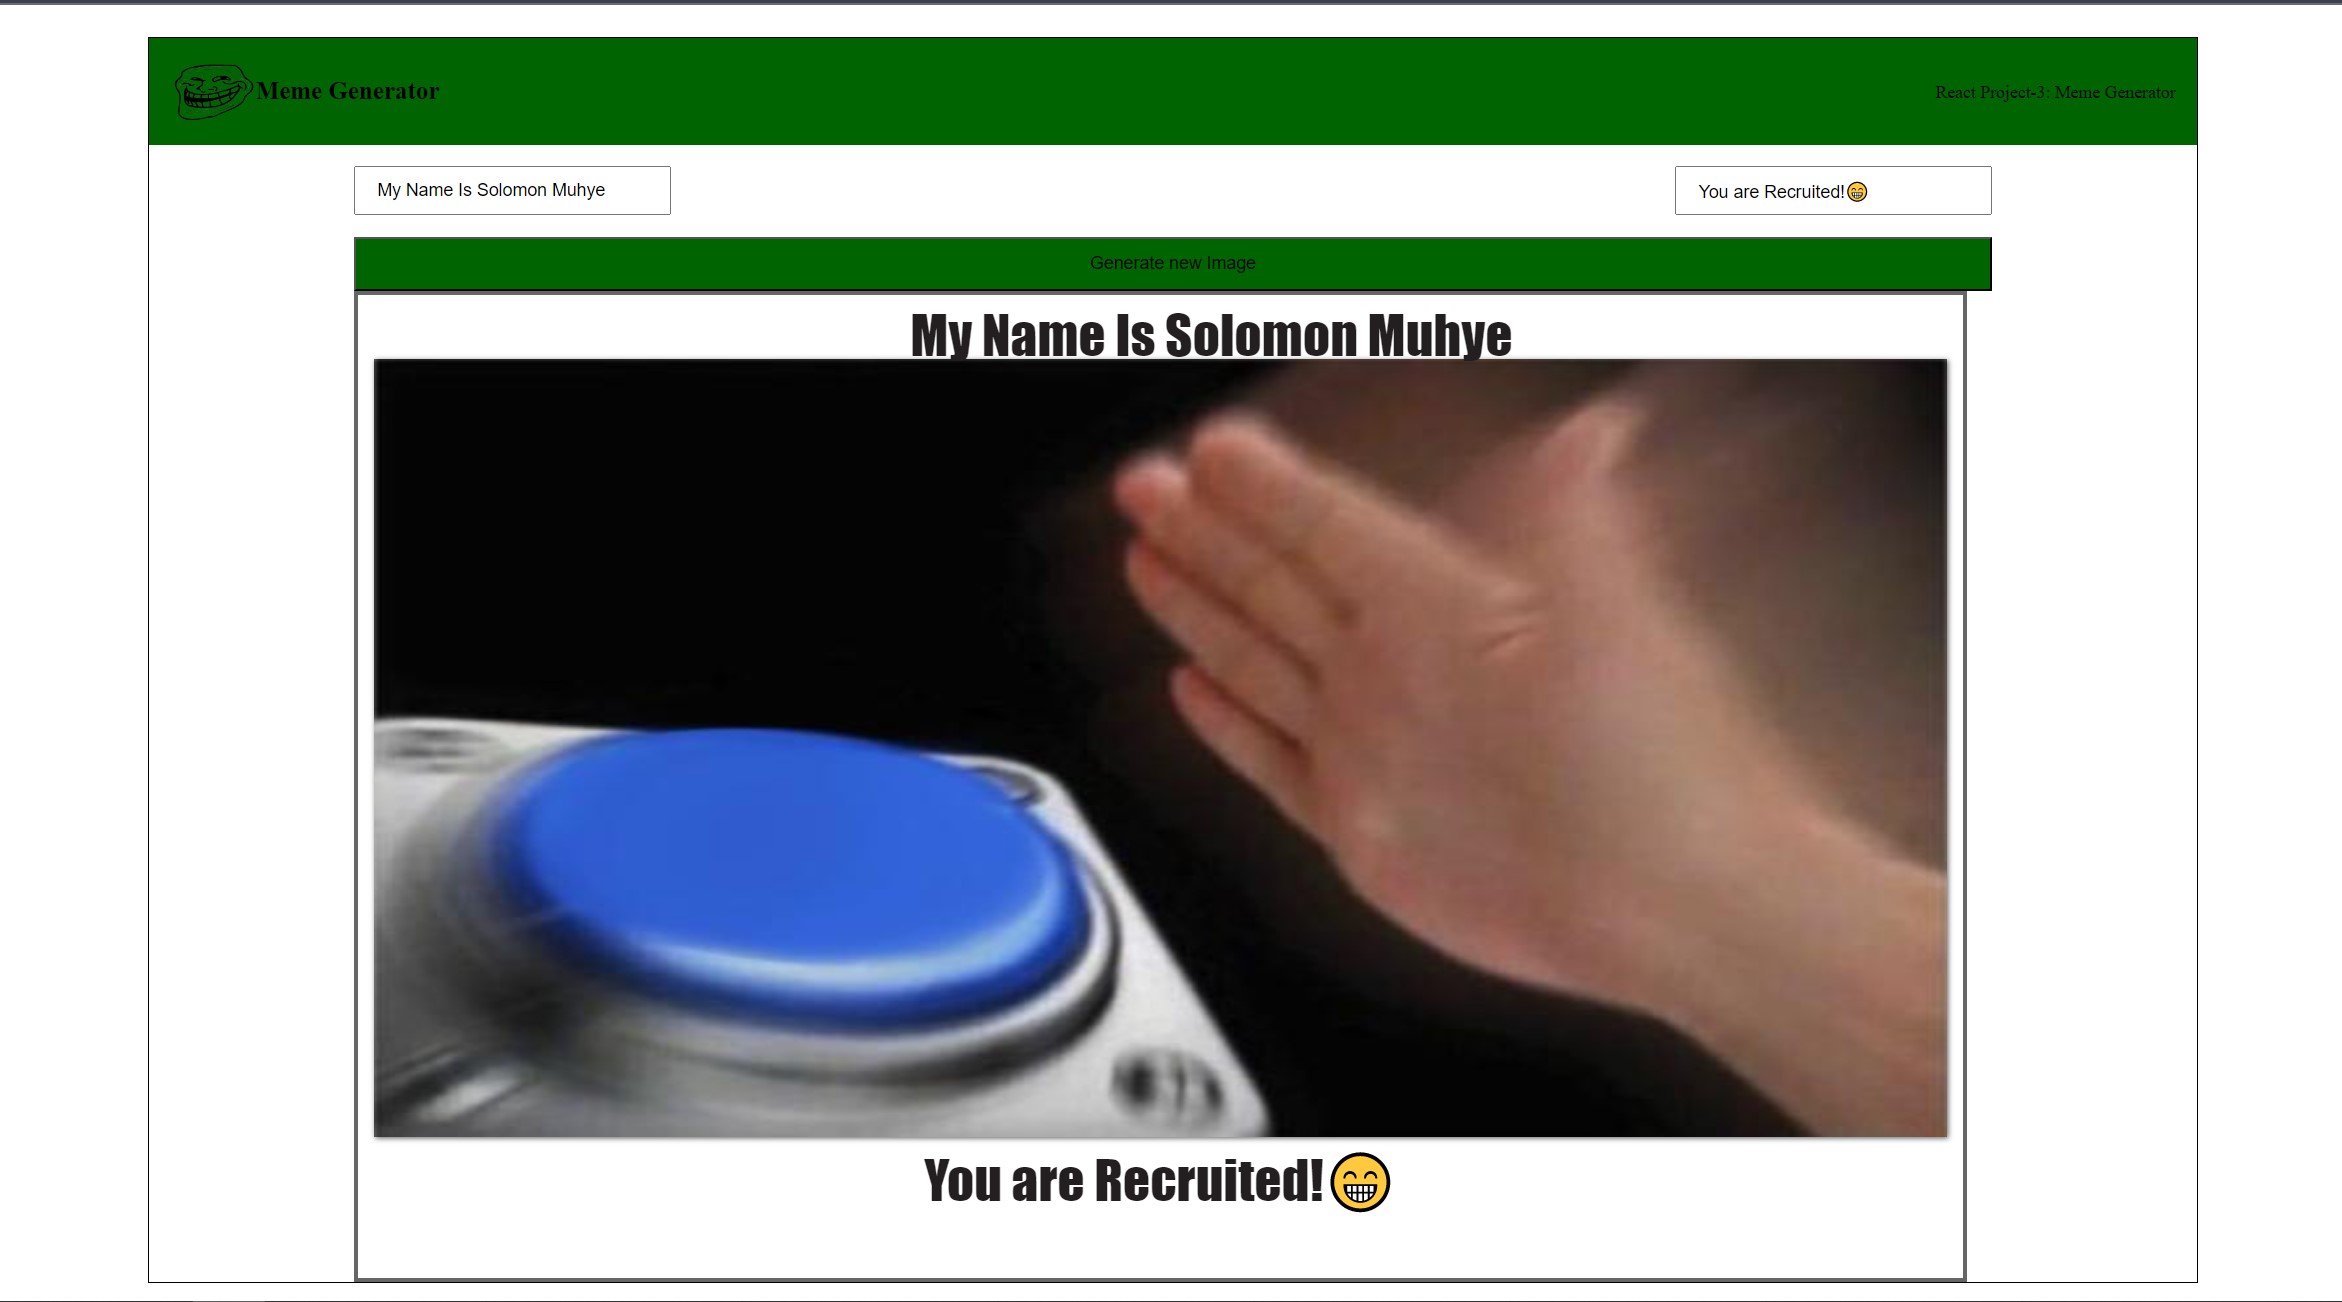 Meme Generator
React Project-3: Meme Generator
My Name Is Solomon Muhye
You are Recruited!😁
Generate new Image
My Name Is Solomon Muhye
You are Recruited!😁